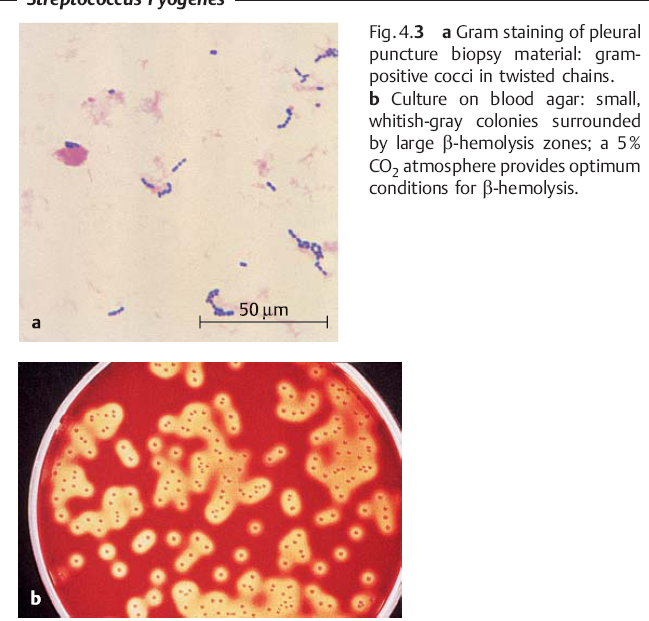 Streptococcus Pyogenes
Fig. 4.3 a Gram staining of pleural
puncture biopsy material: gram-
positive cocci in twisted chains.
b Culture on blood agar: small,
whitish-gray colonies surrounded
by large β-hemolysis zones; a 5%
CO₂ atmosphere provides optimum
conditions for β-hemolysis.
50 μm
a
b